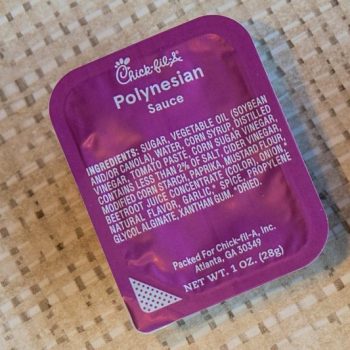 Chick-fil-A
Polynesian
Sauce
INGREDIENTS: SUGAR, VEGETABLE OIL (SOYBEAN
AND/OR CANOLA), WATER, CORN SYRUP, DISTILLED
VINEGAR, TOMATO PASTE, CORN SUGAR VINEGAR,
CONTAINS LESS THAN 2% OF SALT, CIDER VINEGAR,
MODIFIED CORN STARCH, PAPRIKA, MUSTARD FLOUR,
BEETROOT JUICE CONCENTRATE (COLOR), ONION,*
NATURAL FLAVOR, GARLIC,* SPICE, PROPYLENE
GLYCOL ALGINATE, XANTHAN GUM. *DRIED.
Packed For Chick-fil-A, Inc.
Atlanta, GA 30349
NET WT. 1 OZ. (28g)